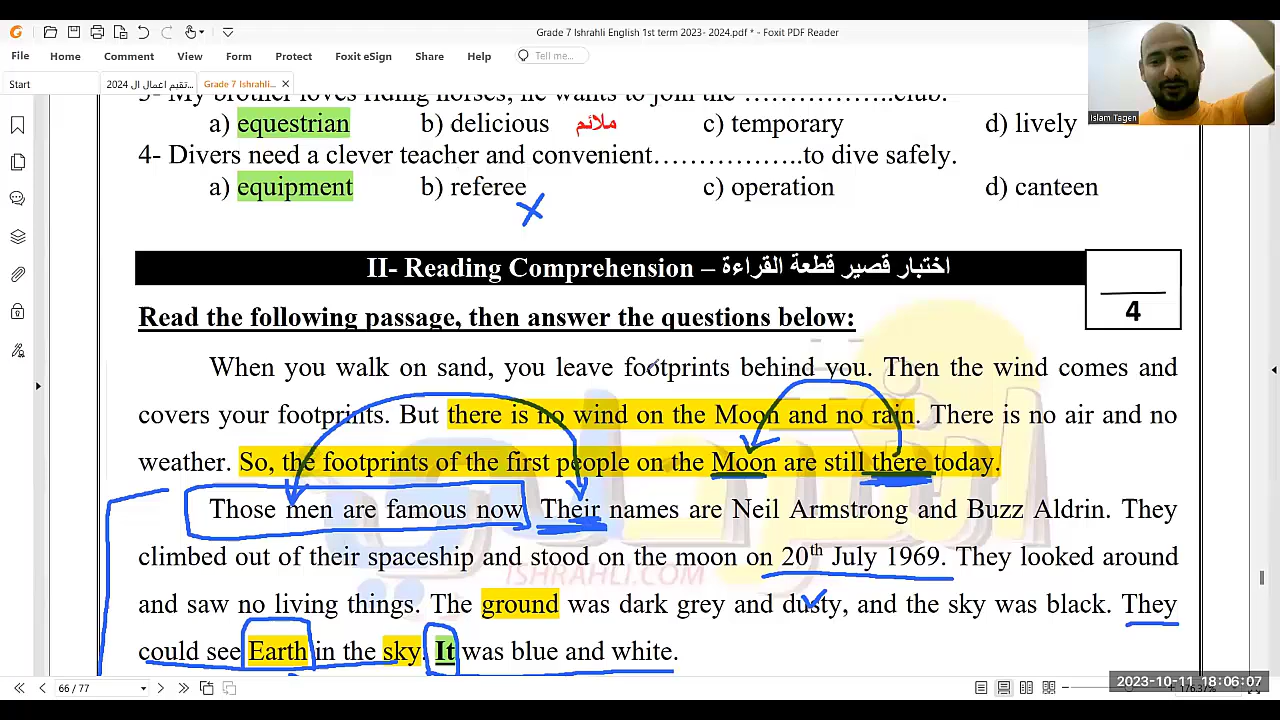 Grade 7 Ishrahli English 1st term 2023- 2024.pdf * - Foxit PDF Reader
File Home Comment View Form Protect Foxit eSign Share Help Tell me...
Start تقيم اعمال ال 2024... Grade 7 Ishrahli English...
Islam Tagen
3- My brother loves riding horses, he wants to join the ………………..club.
a) equestrian b) delicious ملائم c) temporary d) lively
4- Divers need a clever teacher and convenient………………..to dive safely.
a) equipment b) referee c) operation d) canteen
II- Reading Comprehension – اختبار قصير قطعة القراءة
4
Read the following passage, then answer the questions below:
When you walk on sand, you leave footprints behind you. Then the wind comes and
covers your footprints. But there is no wind on the Moon and no rain. There is no air and no
weather. So, the footprints of the first people on the Moon are still there today.
Those men are famous now Their names are Neil Armstrong and Buzz Aldrin. They
climbed out of their spaceship and stood on the moon on 20th July 1969. They looked around
ISHRAHLI.COM
and saw no living things. The ground was dark grey and dusty, and the sky was black. They
could see Earth in the sky. It was blue and white.
66 / 77
2023-10-11 18:06:07